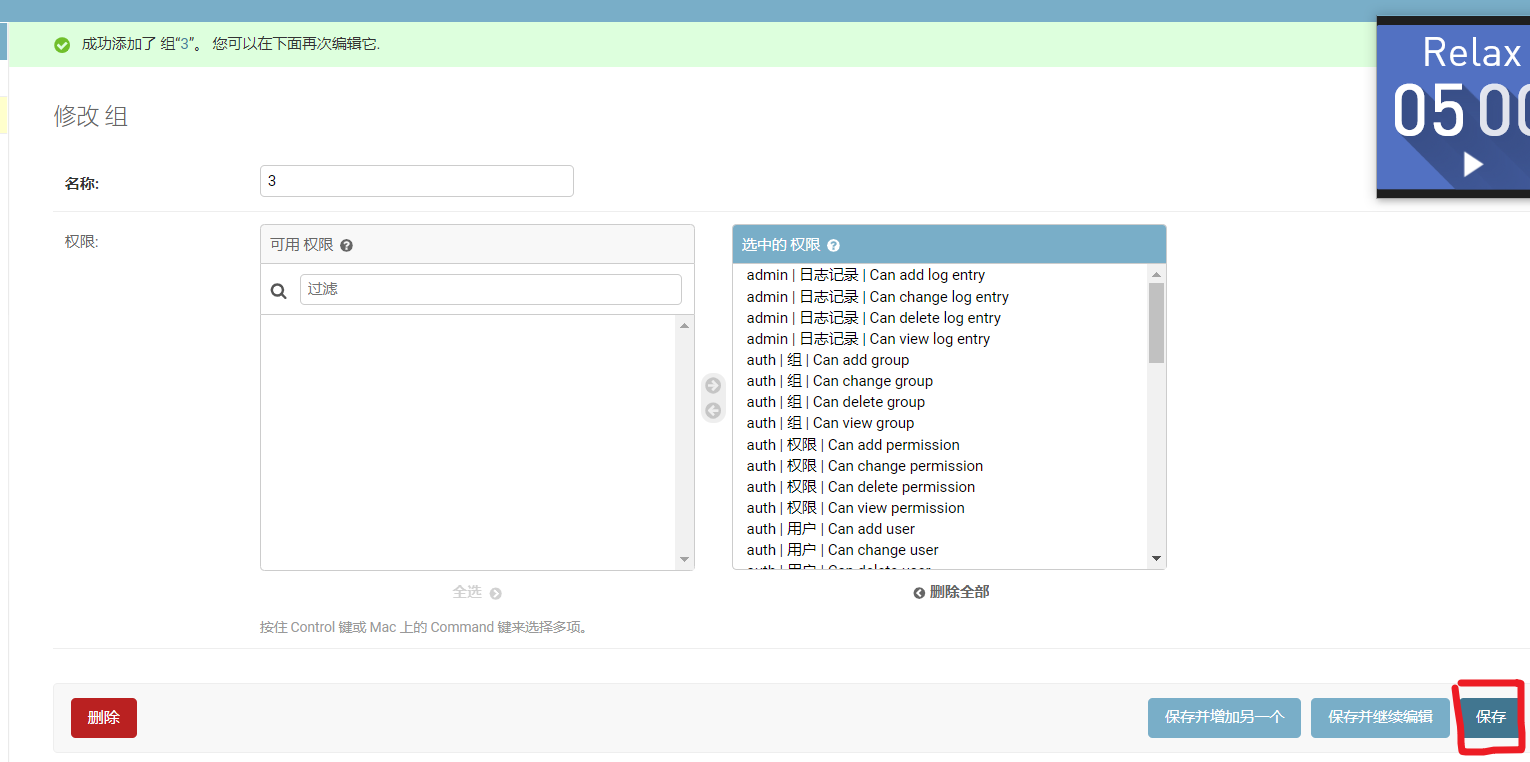 成功添加了 组“3”。 您可以在下面再次编辑它.
Relax
05
修改 组
名称:
3
权限:
可用 权限
过滤
选中的 权限
admin | 日志记录 | Can add log entry
admin | 日志记录 | Can change log entry
admin | 日志记录 | Can delete log entry
admin | 日志记录 | Can view log entry
auth | 组 | Can add group
auth | 组 | Can change group
auth | 组 | Can delete group
auth | 组 | Can view group
auth | 权限 | Can add permission
auth | 权限 | Can change permission
auth | 权限 | Can delete permission
auth | 权限 | Can view permission
auth | 用户 | Can add user
auth | 用户 | Can change user
auth | 用户 | Can delete user
全选
删除全部
按住 Control 键或 Mac 上的 Command 键来选择多项。
删除
保存并增加另一个
保存并继续编辑
保存